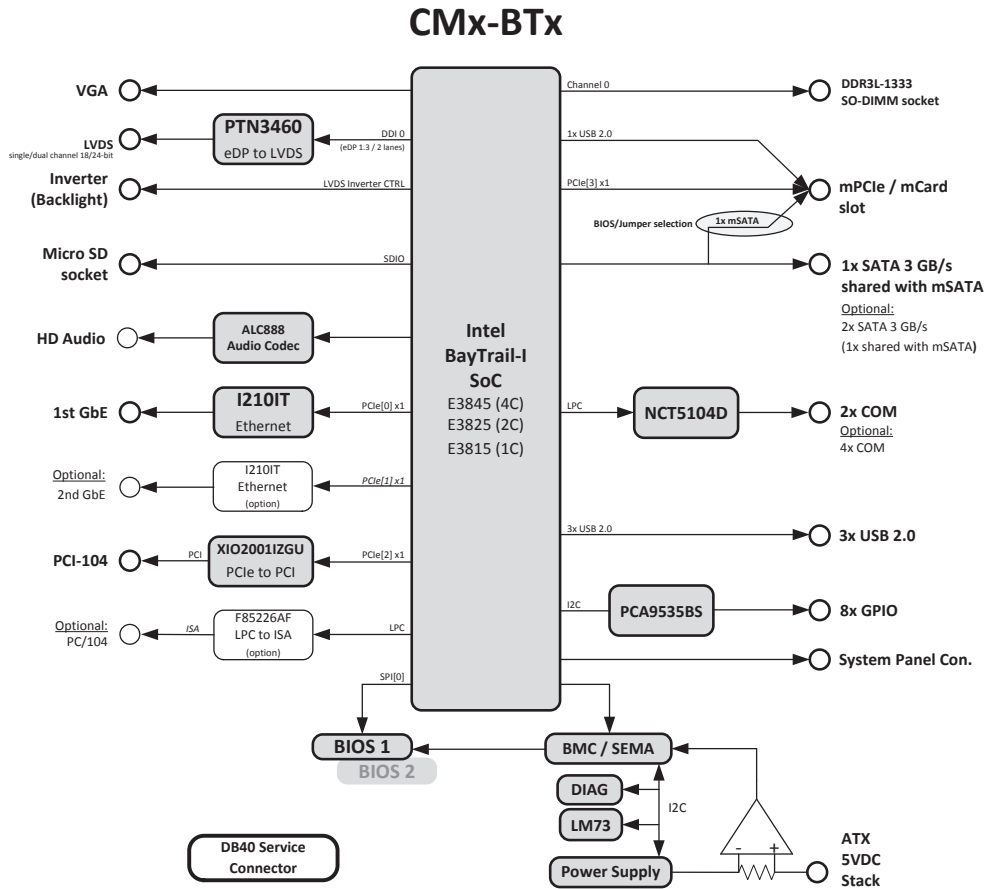 CMx-BTx
VGA
Channel 0
DDR3L-1333
SO-DIMM socket
LVDS
single/dual channel 18/24-bit
PTN3460
eDP to LVDS
DDI 0
(eDP 1.3 / 2 lanes)
1x USB 2.0
Inverter
(Backlight)
LVDS Inverter CTRL
PCIe[3] x1
mPCIe / mCard
slot
BIOS/Jumper selection
1x mSATA
Micro SD
socket
SDIO
1x SATA 3 GB/s
shared with mSATA
Optional:
2x SATA 3 GB/s
(1x shared with mSATA)
HD Audio
ALC888
Audio Codec
Intel
BayTrail-I
SoC
E3845 (4C)
E3825 (2C)
E3815 (1C)
1st GbE
I210IT
Ethernet
PCIe[0] x1
LPC
NCT5104D
2x COM
Optional:
4x COM
Optional:
2nd GbE
I210IT
Ethernet
(option)
PCIe[1] x1
3x USB 2.0
3x USB 2.0
PCI-104
PCI
XIO2001IZGU
PCIe to PCI
PCIe[2] x1
I2C
PCA9535BS
8x GPIO
Optional:
PC/104
ISA
F85226AF
LPC to ISA
(option)
LPC
System Panel Con.
SPI[0]
BIOS 1
BIOS 2
BMC / SEMA
DIAG
LM73
I2C
Power Supply
-
+
ATX
5VDC
Stack
DB40 Service
Connector